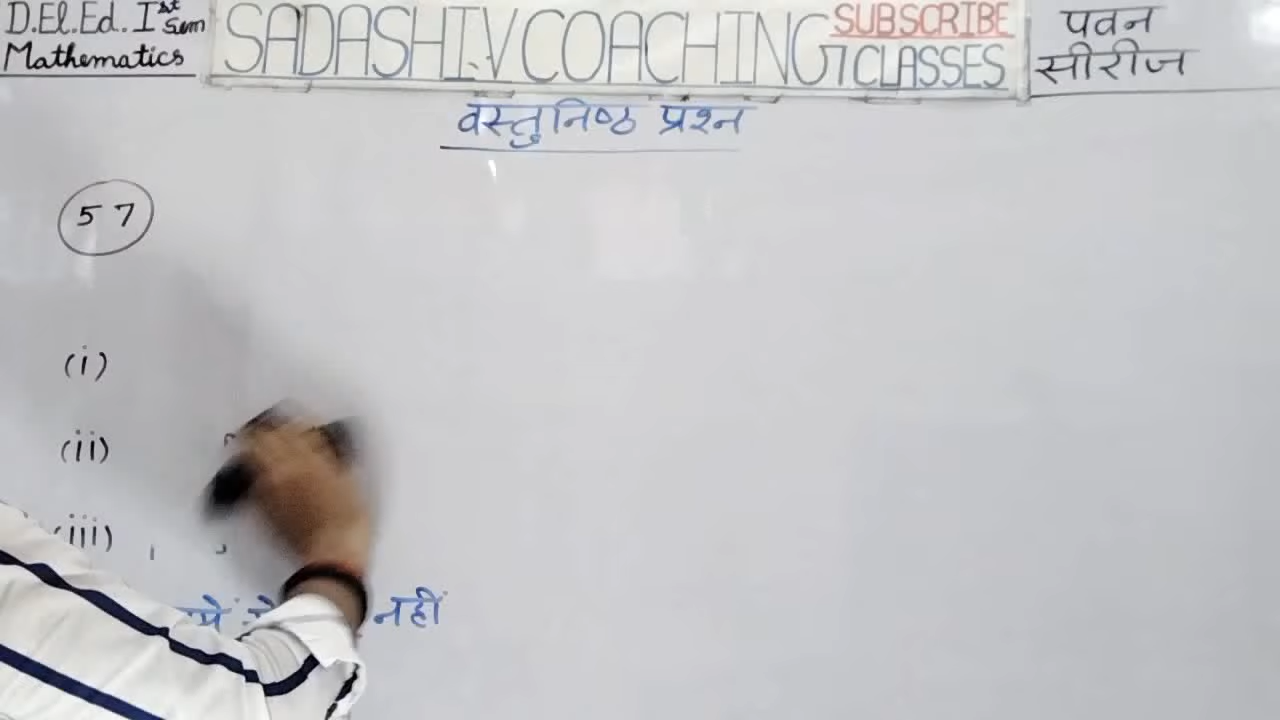 D.El.Ed. Ist Sem
Mathematics
SADASHIV COACHING CLASSES
SUBSCRIBE
पवन
सीरीज
वस्तुनिष्ठ प्रश्न
57
(i)
(ii)
(iii)
नहीं